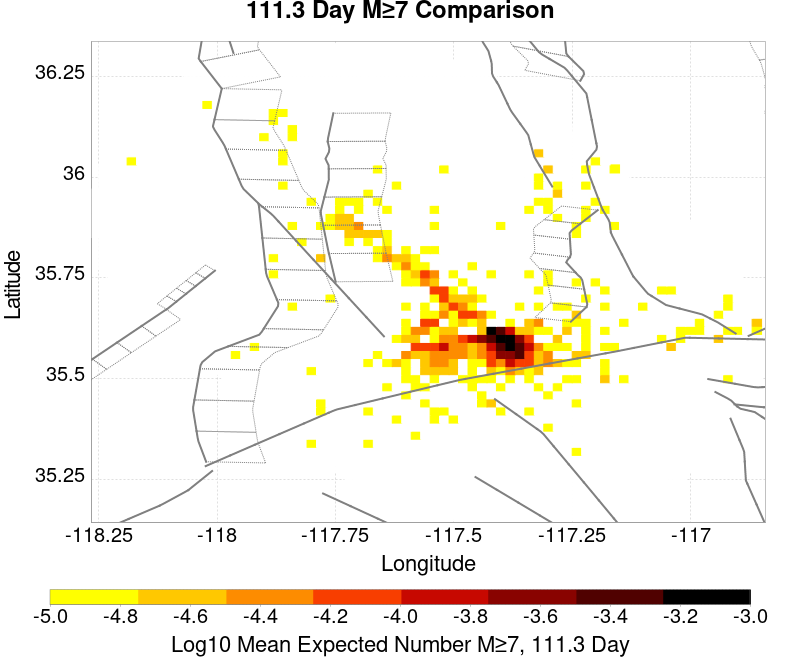 111.3 Day M≥7 Comparison
36.25
36
35.75
35.5
35.25
Latitude
-118.25 -118 -117.75 -117.5 -117.25 -117
Longitude
-5.0 -4.8 -4.6 -4.4 -4.2 -4.0 -3.8 -3.6 -3.4 -3.2 -3.0
Log10 Mean Expected Number M≥7, 111.3 Day